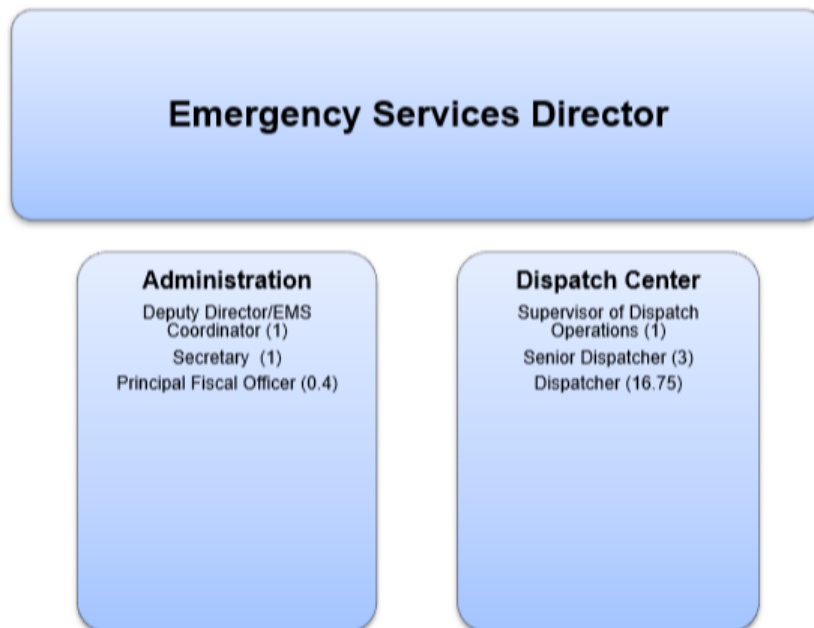 Emergency Services Director
Administration
Deputy Director/EMS
Coordinator (1)
Secretary (1)
Principal Fiscal Officer (0.4)
Dispatch Center
Supervisor of Dispatch
Operations (1)
Senior Dispatcher (3)
Dispatcher (16.75)